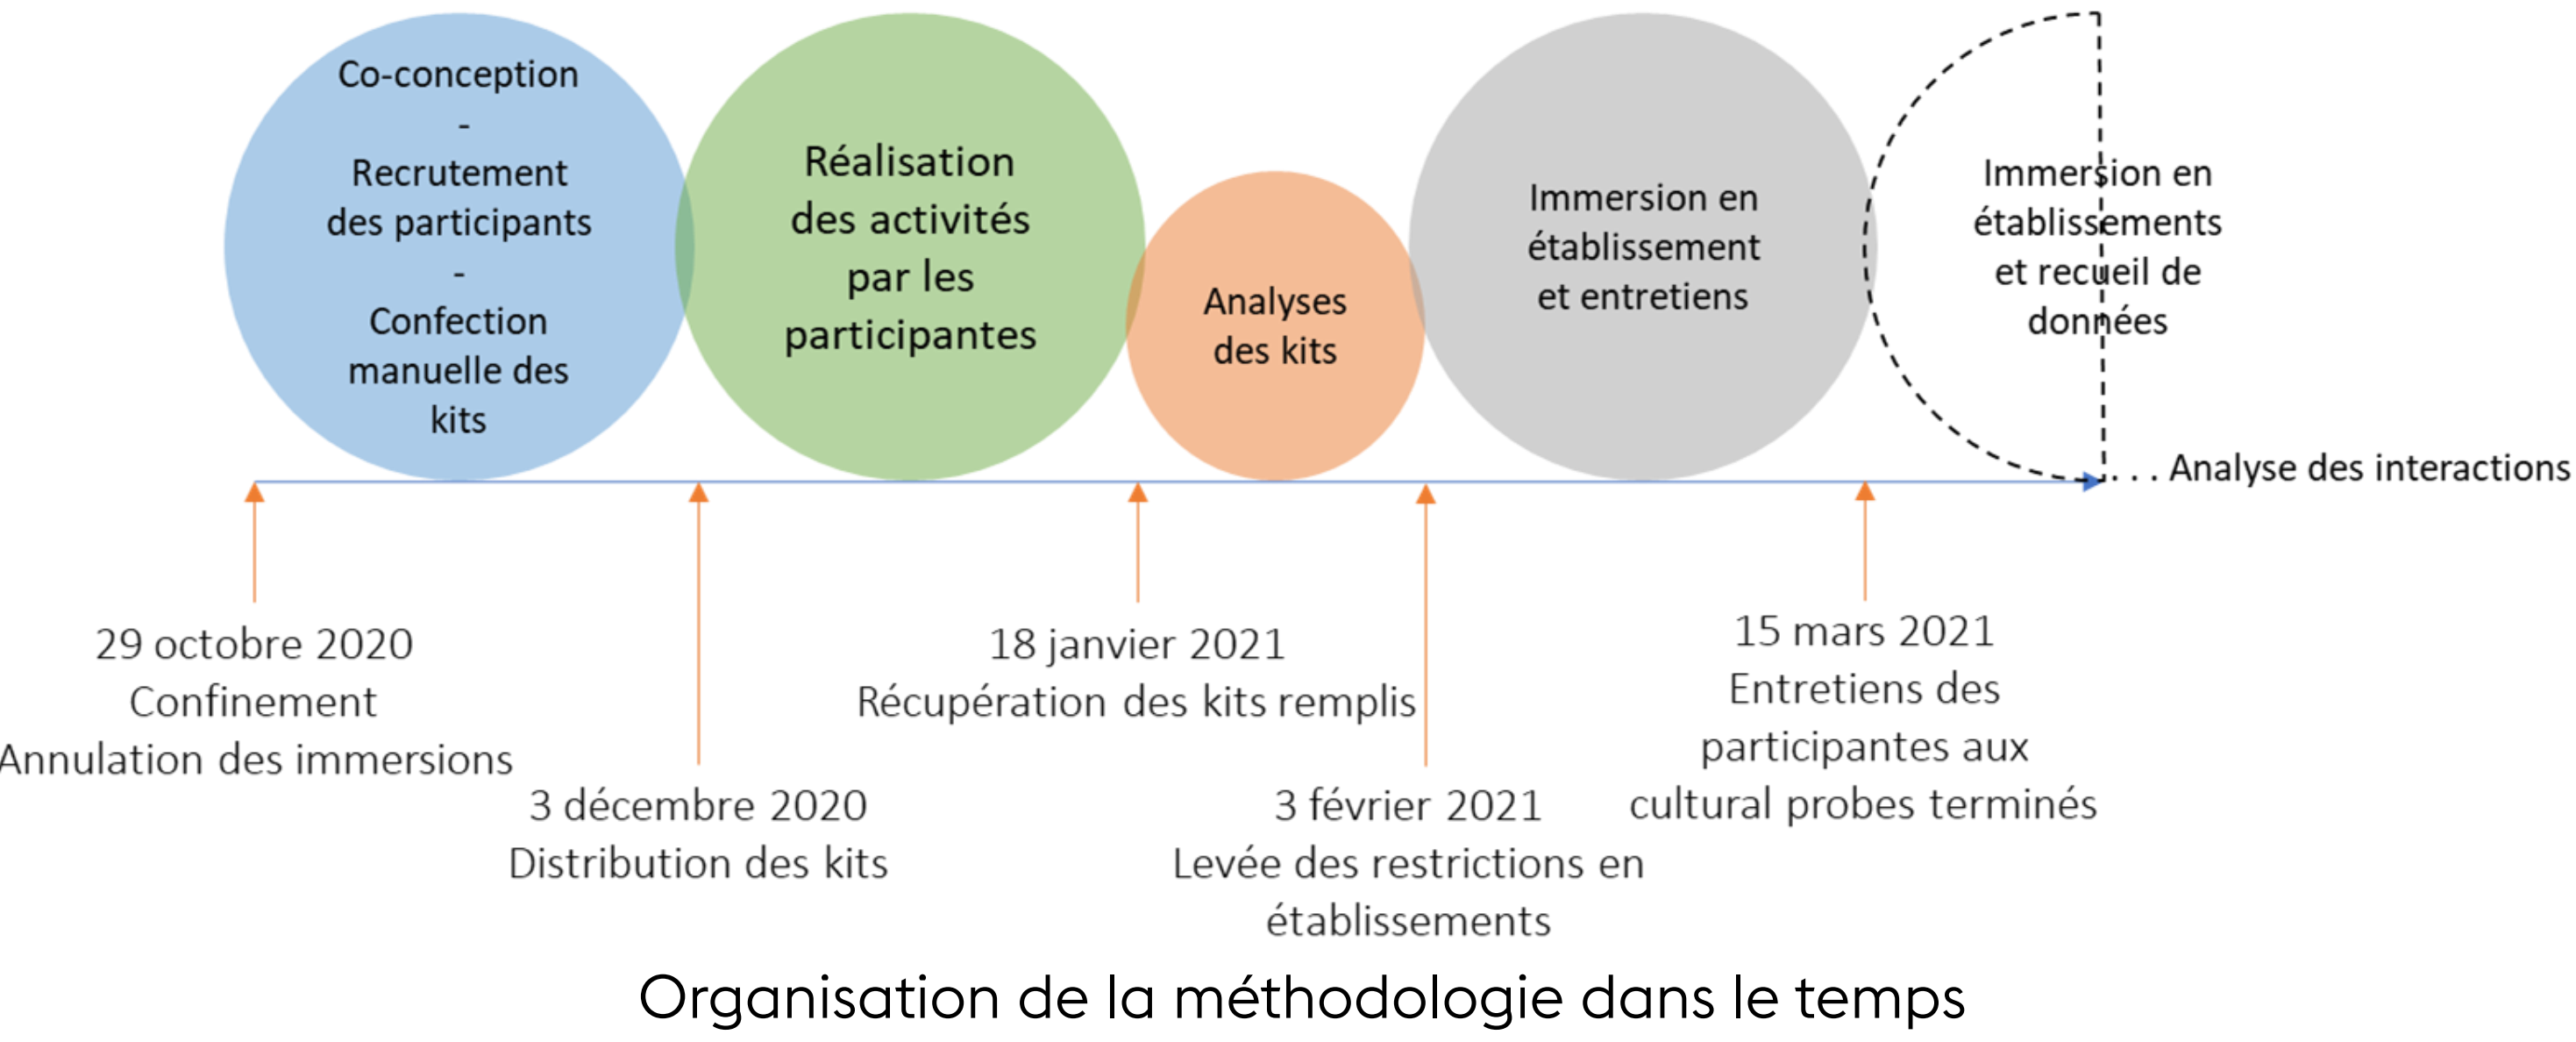 Co-conception
-
Recrutement
des participants
-
Confection
manuelle des
kits
Réalisation
des activités
par les
participantes
Analyses
des kits
Immersion en
établissement
et entretiens
Immersion en
établissements
et recueil de
données
. . . Analyse des interactions
29 octobre 2020
Confinement
Annulation des immersions
3 décembre 2020
Distribution des kits
18 janvier 2021
Récupération des kits remplis
3 février 2021
Levée des restrictions en
établissements
15 mars 2021
Entretiens des
participantes aux
cultural probes terminés
Organisation de la méthodologie dans le temps